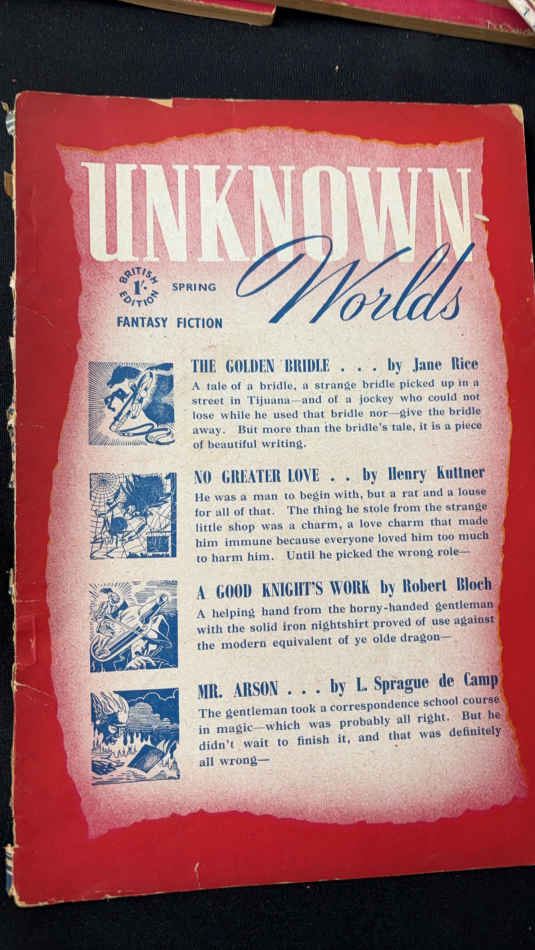 UNKNOWN
Worlds
BRITISH
1/-
EDITION
SPRING
FANTASY FICTION
THE GOLDEN BRIDLE . . . by Jane Rice
A tale of a bridle, a strange bridle picked up in a
street in Tijuana—and of a jockey who could not
lose while he used that bridle nor—give the bridle
away. But more than the bridle's tale, it is a piece
of beautiful writing.
NO GREATER LOVE . . by Henry Kuttner
He was a man to begin with, but a rat and a louse
for all of that. The thing he stole from the strange
little shop was a charm, a love charm that made
him immune because everyone loved him too much
to harm him. Until he picked the wrong role—
A GOOD KNIGHT'S WORK by Robert Bloch
A helping hand from the horny-handed gentleman
with the solid iron nightshirt proved of use against
the modern equivalent of ye olde dragon—
MR. ARSON . . . by L. Sprague de Camp
The gentleman took a correspondence school course
in magic—which was probably all right. But he
didn't wait to finish it, and that was definitely
all wrong—